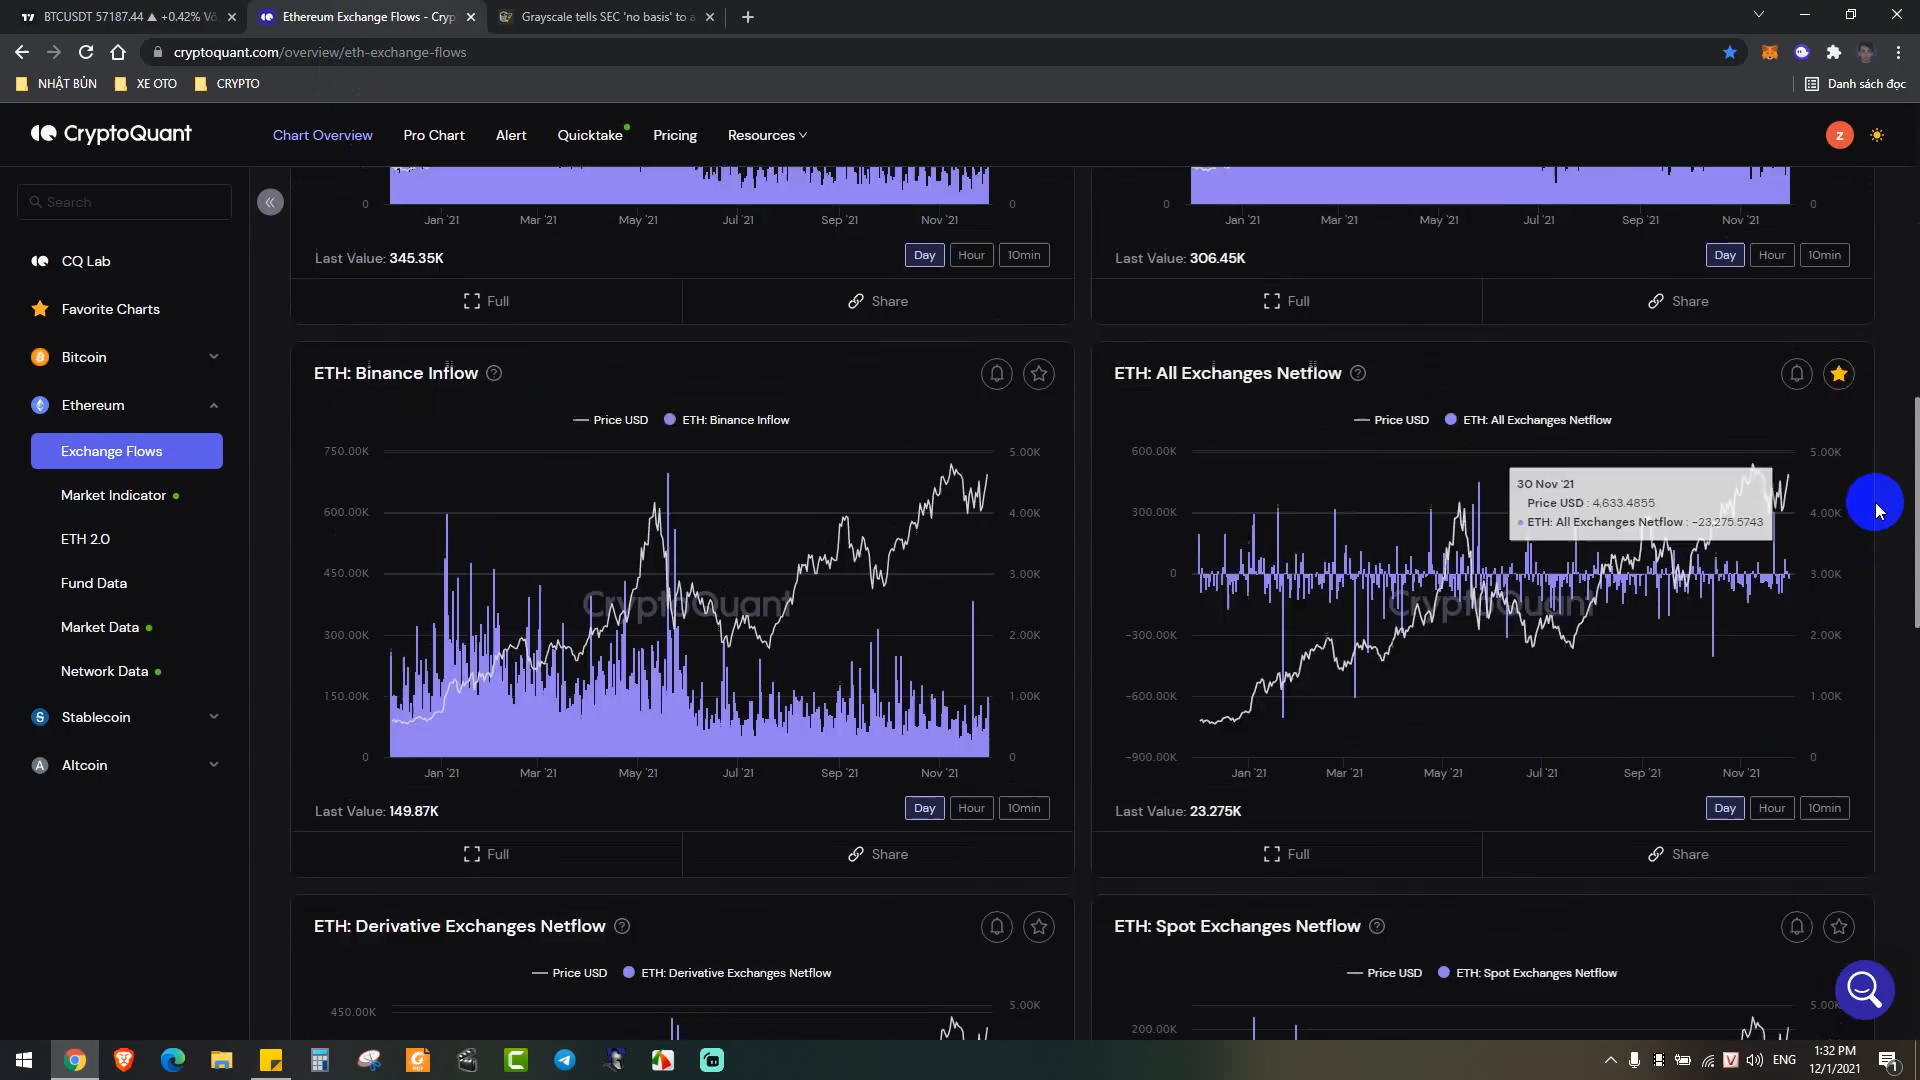 BTCUSDT 57187.44 ▲ +0.42% Vô
Ethereum Exchange Flows - Cryp
Grayscale tells SEC 'no basis' to a
cryptoquant.com/overview/eth-exchange-flows
NHẬT BỦN
XE OTO
CRYPTO
Danh sách đọc
CryptoQuant
Chart Overview
Pro Chart
Alert
Quicktake
Pricing
Resources
Z
Search
CQ Lab
Favorite Charts
Bitcoin
Ethereum
Exchange Flows
Market Indicator
ETH 2.0
Fund Data
Market Data
Network Data
Stablecoin
Altcoin
0 0
Jan '21 Mar '21 May '21 Jul '21 Sep '21 Nov '21
Last Value: 345.35K
Day Hour 10min
Full
Share
0 0
Jan '21 Mar '21 May '21 Jul '21 Sep '21 Nov '21
Last Value: 306.45K
Day Hour 10min
Full
Share
ETH: Binance Inflow
Price USD ETH: Binance Inflow
750.00K 5.00K
600.00K 4.00K
450.00K 3.00K
CryptoQuant
300.00K 2.00K
150.00K 1.00K
0 0
Jan '21 Mar '21 May '21 Jul '21 Sep '21 Nov '21
Last Value: 149.87K
Day Hour 10min
Full
Share
ETH: All Exchanges Netflow
Price USD ETH: All Exchanges Netflow
600.00K 5.00K
30 Nov '21
Price USD : 4,633.4855
ETH: All Exchanges Netflow : −23,275.5743
300.00K 4.00K
0 3.00K
CryptoQuant
−300.00K 2.00K
−600.00K 1.00K
−900.00K 0
Jan '21 Mar '21 May '21 Jul '21 Sep '21 Nov '21
Last Value: 23.275K
Day Hour 10min
Full
Share
ETH: Derivative Exchanges Netflow
Price USD ETH: Derivative Exchanges Netflow
450.00K 5.00K
ETH: Spot Exchanges Netflow
Price USD ETH: Spot Exchanges Netflow
200.00K 5.00K
ENG
1:32 PM
12/1/2021
1